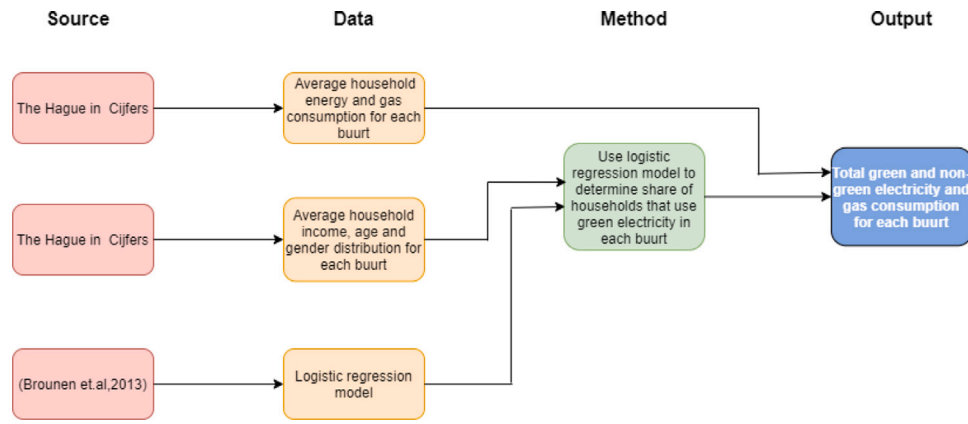 Source
Data
Method
Output
The Hague in Cijfers
Average household
energy and gas
consumption for each
buurt
The Hague in Cijfers
Average household
income, age and
gender distribution for
each buurt
Use logistic
regression model to
determine share of
households that use
green electricity in
each buurt
Total green and non-
green electricity and
gas consumption
for each buurt
(Brounen et.al,2013)
Logistic regression
model